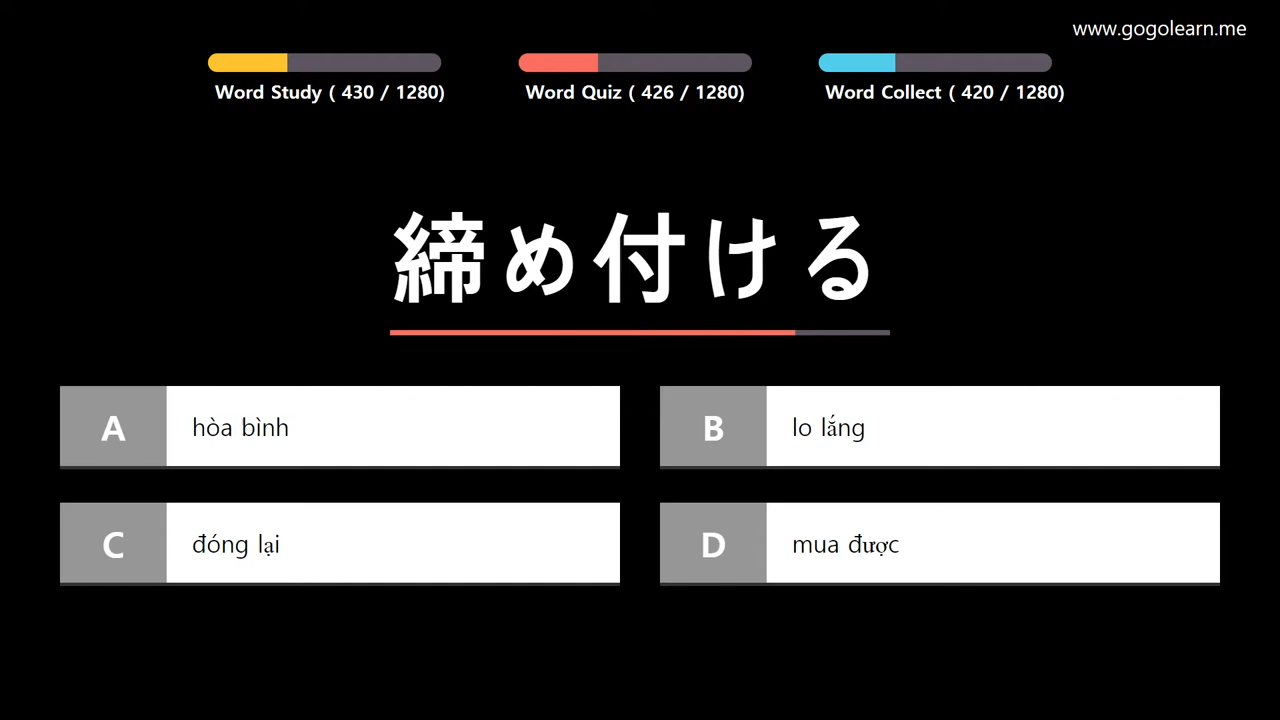 www.gogolearn.me
Word Study ( 430 / 1280)
Word Quiz ( 426 / 1280)
Word Collect ( 420 / 1280)
締め付ける
A hòa bình
B lo lắng
C đóng lại
D mua được